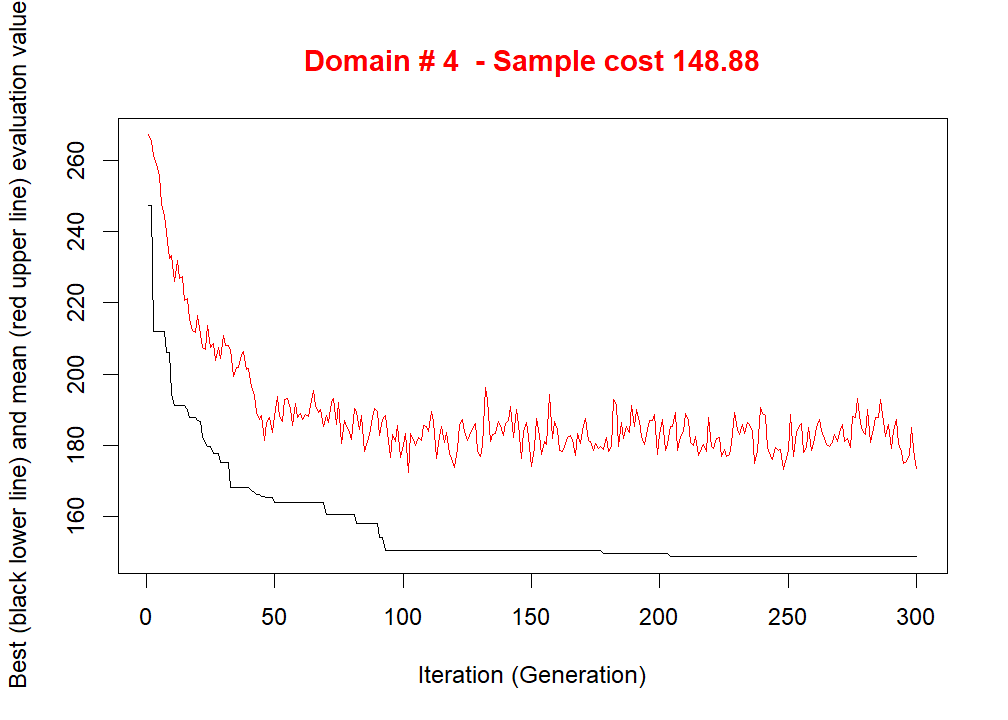 Domain # 4  - Sample cost 148.88
Best (black lower line) and mean (red upper line) evaluation value
260
240
220
200
180
160
0 50 100 150 200 250 300
Iteration (Generation)